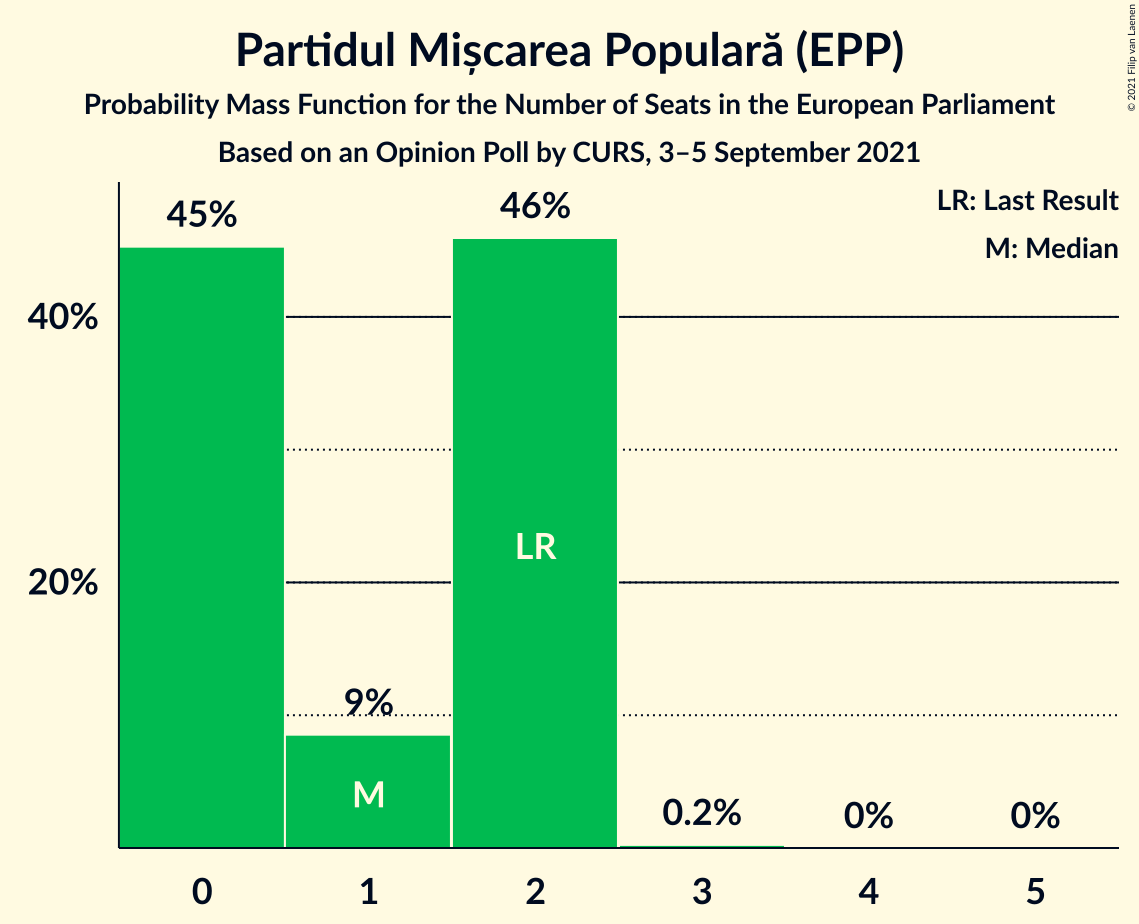 Partidul Mișcarea Populară (EPP)
Probability Mass Function for the Number of Seats in the European Parliament
Based on an Opinion Poll by CURS, 3–5 September 2021
© 2021 Filip van Laenen
LR: Last Result
M: Median
45%
46%
40%
LR
20%
9%
M
0.2%
0%
0%
0
1
2
3
4
5